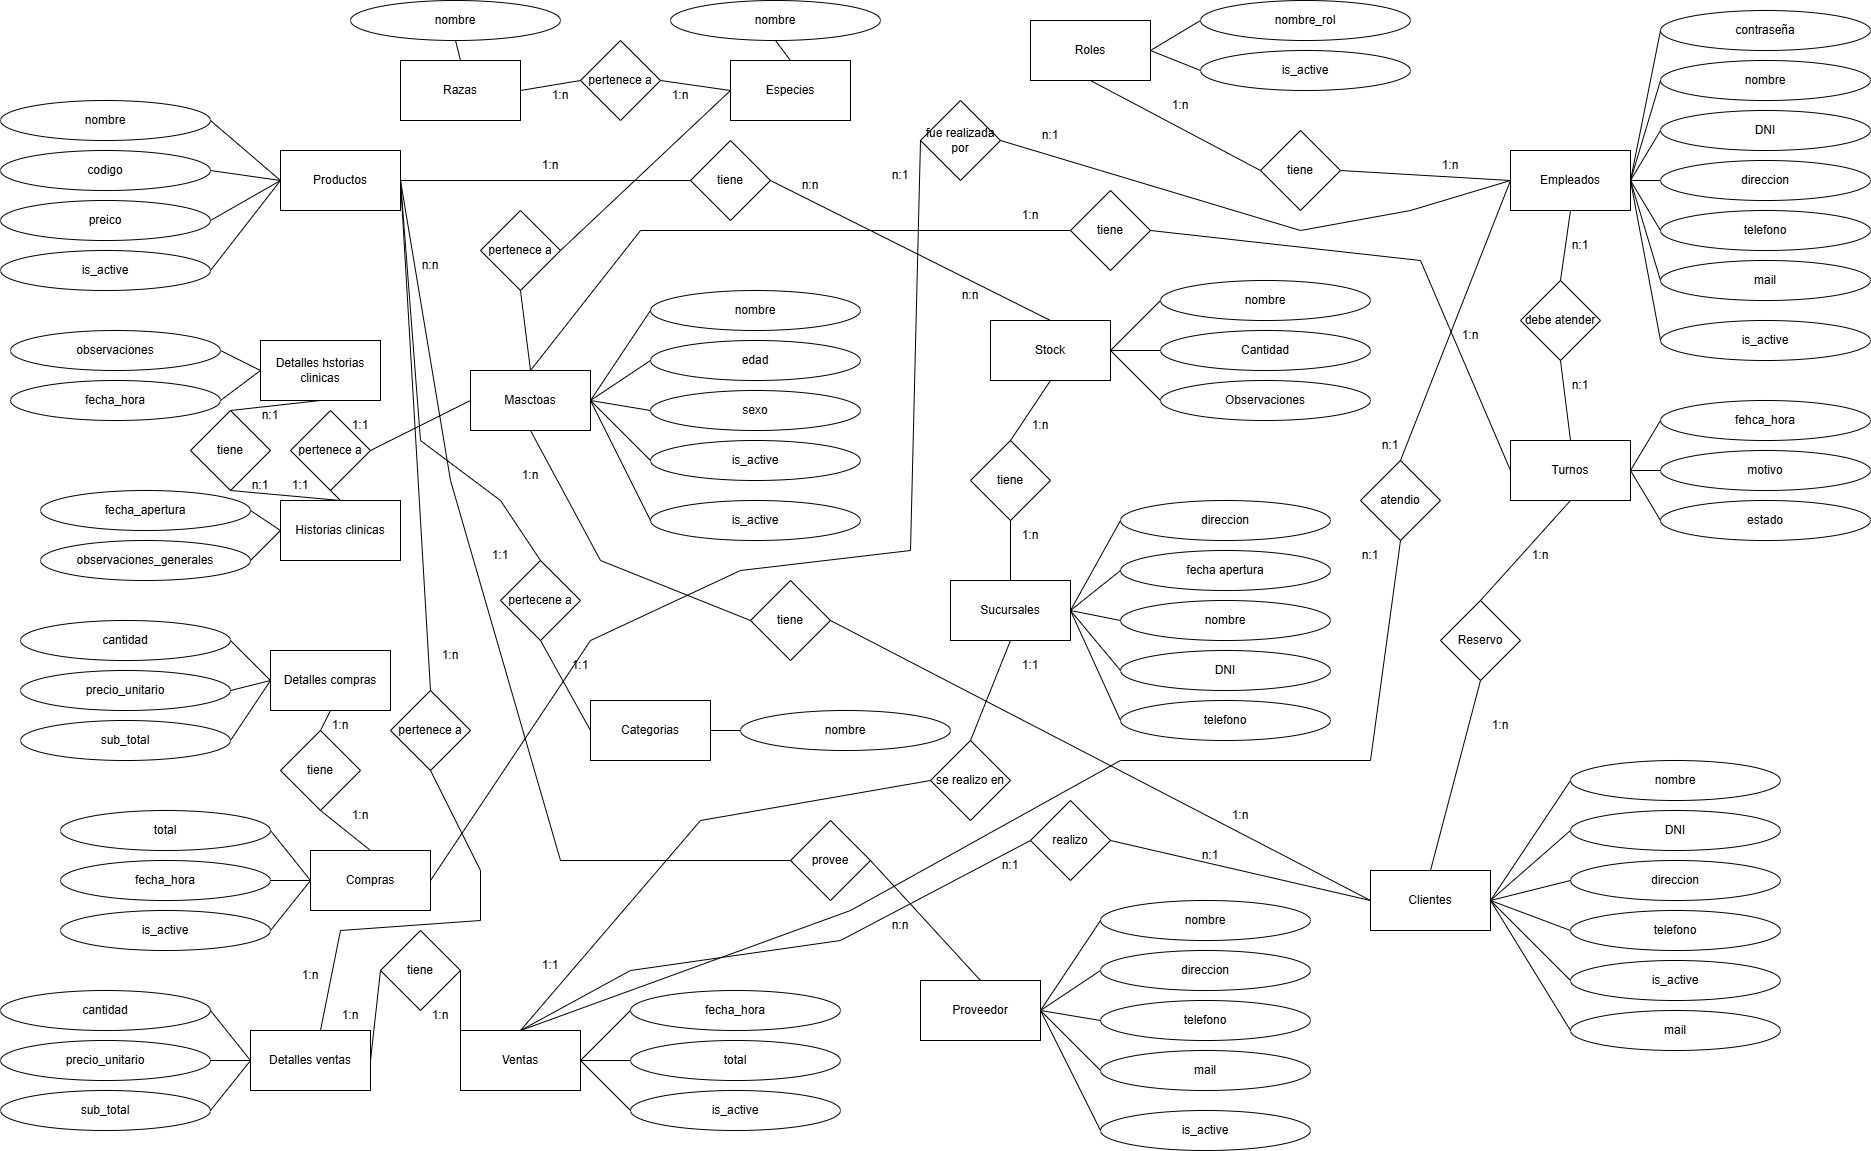 nombre
nombre
nombre_rol
contraseña
Roles
is_active
nombre
Razas
pertenece a
Especies
1:n
1:n
1:n
nombre
DNI
fue realizada
por
n:1
codigo
Productos
1:n
tiene
n:n
n:1
tiene
1:n
Empleados
direccion
preico
1:n
tiene
telefono
pertenece a
n:1
is_active
n:n
mail
n:n
nombre
nombre
debe atender
1:n
is_active
observaciones
Detalles hstorias
clinicas
edad
Stock
Cantidad
n:1
fecha_hora
Masctoas
Observaciones
n:1
1:1
sexo
1:n
fehca_hora
tiene
pertenece a
n:1
is_active
Turnos
motivo
1:n
tiene
n:1
1:1
atendio
fecha_apertura
Historias clinicas
is_active
direccion
estado
1:n
observaciones_generales
1:1
n:1
1:n
fecha apertura
pertecene a
Sucursales
tiene
nombre
cantidad
Reservo
1:n
1:1
1:1
DNI
Detalles compras
precio_unitario
1:n
pertenece a
Categorias
nombre
telefono
1:n
sub_total
tiene
se realizo en
nombre
1:n
1:n
total
DNI
realizo
n:1
provee
n:1
fecha_hora
Compras
direccion
Clientes
is_active
n:n
nombre
telefono
1:n
tiene
1:1
direccion
is_active
cantidad
1:n
1:n
fecha_hora
Proveedor
telefono
mail
precio_unitario
Detalles ventas
Ventas
total
mail
sub_total
is_active
is_active